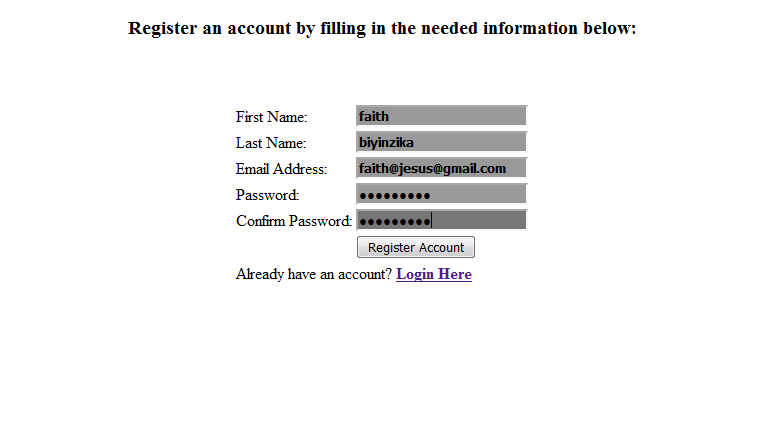 Register an account by filling in the needed information below:
First Name: faith
Last Name: biyinzika
Email Address: faith@jesus@gmail.com
Password: ●●●●●●●●●
Confirm Password: ●●●●●●●●●
Register Account
Already have an account? Login Here